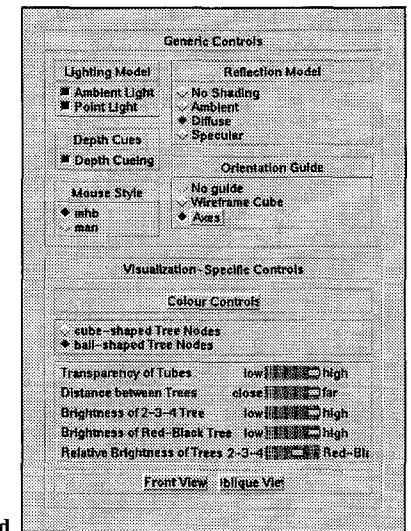 Generic Controls
Lighting Model
Ambient Light
Point Light
Depth Cues
Depth Cueing
Mouse Style
mhb
man
Reflection Model
No Shading
Ambient
Diffuse
Specular
Orientation Guide
No guide
Wireframe Cube
Axes
Visualization-Specific Controls
Colour Controls
cube-shaped Tree Nodes
ball-shaped Tree Nodes
Transparency of Tubes low high
Distance between Trees close far
Brightness of 2-3-4 Tree low high
Brightness of Red-Black Tree low high
Relative Brightness of Trees 2-3-4 Red-Bla
Front View blique Vie
d